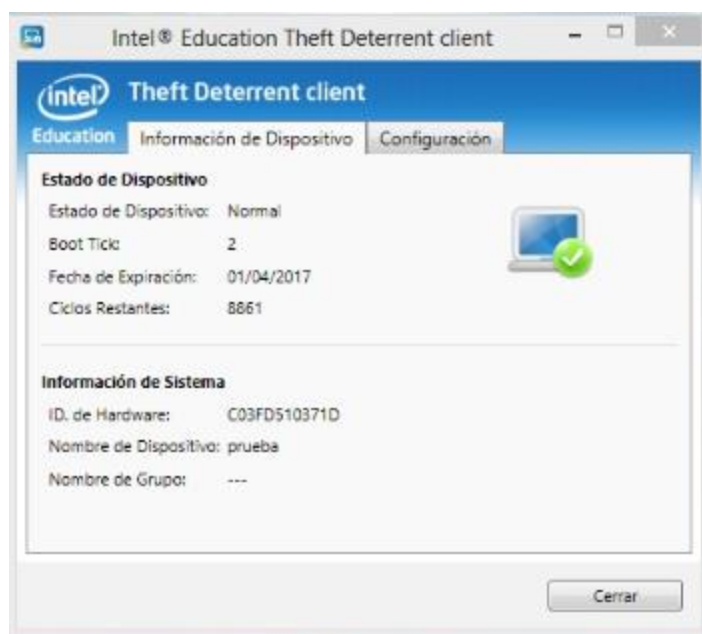 Intel® Education Theft Deterrent client
intel Theft Deterrent client
Education Información de Dispositivo Configuración
Estado de Dispositivo
Estado de Dispositivo: Normal
Boot Tick: 2
Fecha de Expiración: 01/04/2017
Ciclos Restantes: 8861
Información de Sistema
ID. de Hardware: C03FD510371D
Nombre de Dispositivo: prueba
Nombre de Grupo: ---
Cerrar